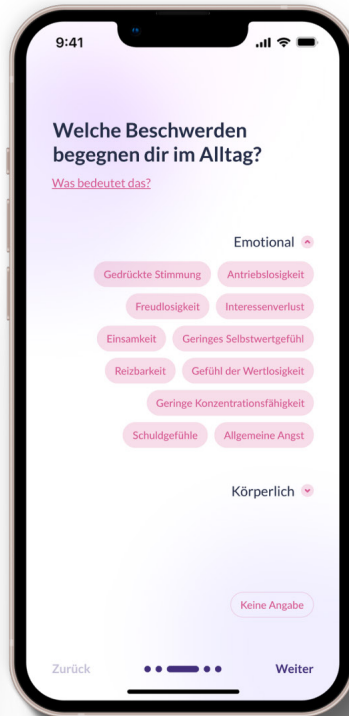 9:41
Welche Beschwerden
begegnen dir im Alltag?
Was bedeutet das?
Emotional
Gedrückte Stimmung Antriebslosigkeit
Freudlosigkeit Interessenverlust
Einsamkeit Geringes Selbstwertgefühl
Reizbarkeit Gefühl der Wertlosigkeit
Geringe Konzentrationsfähigkeit
Schuldgefühle Allgemeine Angst
Körperlich
Keine Angabe
Zurück Weiter